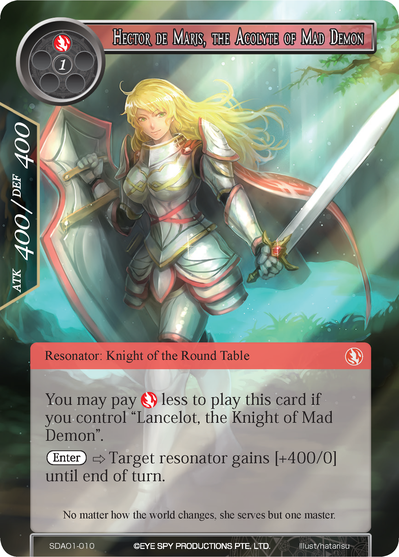 Hector de Maris, the Acolyte of Mad Demon
1
ATK 400/DEF 400
Resonator: Knight of the Round Table
You may pay less to play this card if
you control “Lancelot, the Knight of Mad
Demon”.
Enter ⇨ Target resonator gains [+400/0]
until end of turn.
No matter how the world changes, she serves but one master.
SDAO1-010 ©EYE SPY PRODUCTIONS PTE. LTD. Illust/hatarisu